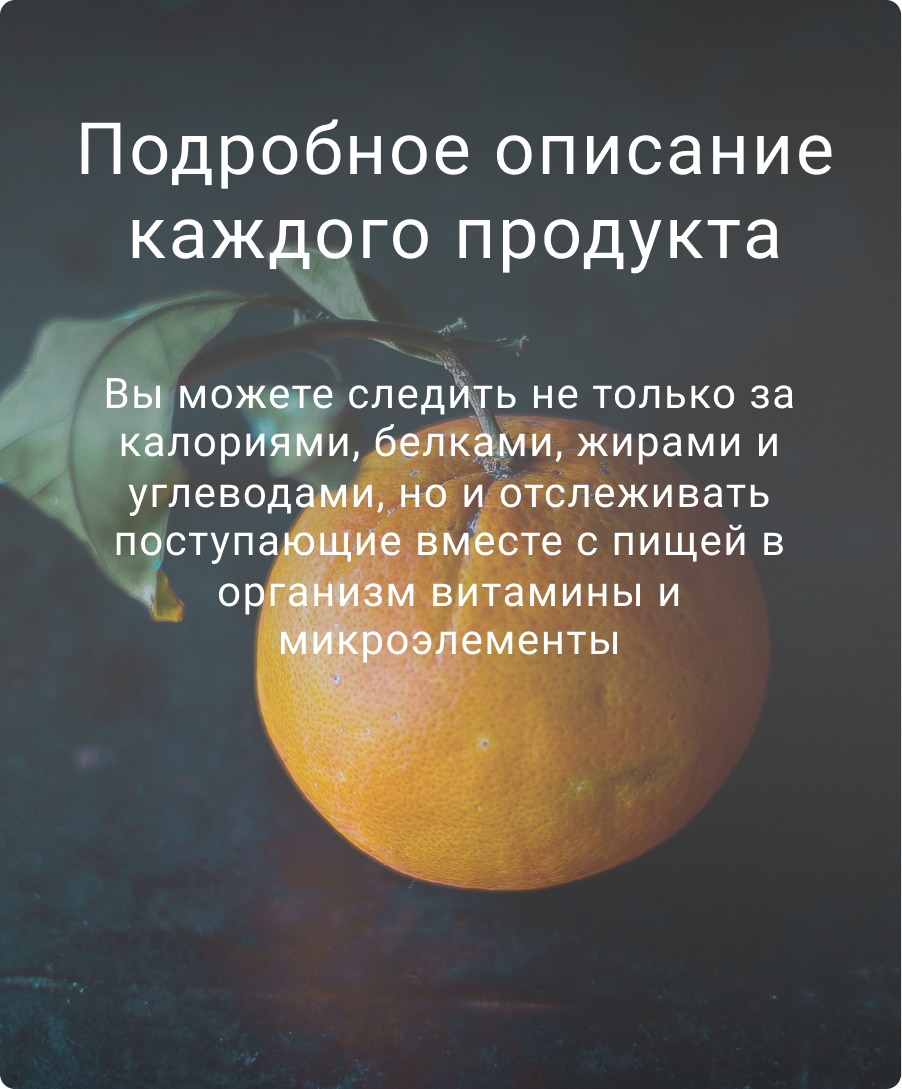 Подробное описание
каждого продукта
Вы можете следить не только за
калориями, белками, жирами и
углеводами, но и отслеживать
поступающие вместе с пищей в
организм витамины и
микроэлементы